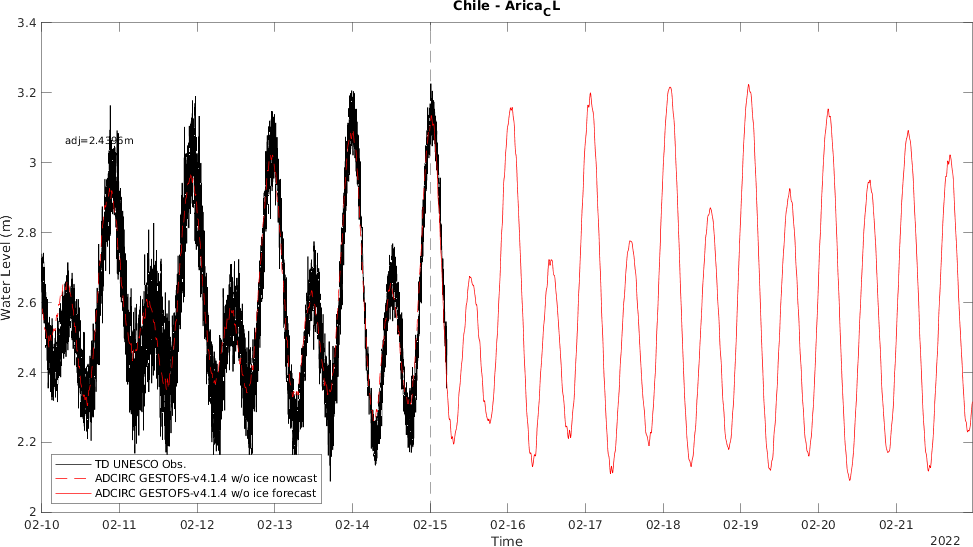 Chile - Arica_CL
3.4
3.2
3
2.8
2.6
2.4
2.2
2
Water Level (m)
adj=2.4395m
TD UNESCO Obs.
ADCIRC GESTOFS-v4.1.4 w/o ice nowcast
ADCIRC GESTOFS-v4.1.4 w/o ice forecast
02-10 02-11 02-12 02-13 02-14 02-15 02-16 02-17 02-18 02-19 02-20 02-21
Time
2022